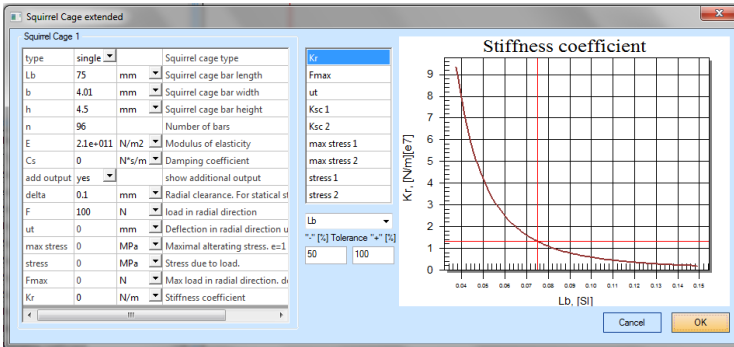 Squirrel Cage extended
Squirrel Cage 1
type single Squirrel cage type
Lb 75 mm Squirrel cage bar length
b 4.01 mm Squirrel cage bar width
h 4.5 mm Squirrel cage bar height
n 96 Number of bars
E 2.1e+011 N/m2 Modulus of elasticity
Cs 0 N*s/m Damping coefficient
add output yes show additional output
delta 0.1 mm Radial clearance. For statical st
F 100 N load in radial direction
ut 0 mm Deflection in radial direction u
max stress 0 MPa Maximal alterating stress. e=1
stress 0 MPa Stress due to load.
Fmax 0 N Max load in radial direction. de
Kr 0 N/m Stiffness coefficient
Kr
Fmax
ut
Ksc 1
Ksc 2
max stress 1
max stress 2
stress 1
stress 2
Lb
"-" [%] Tolerance "+" [%]
50 100
Stiffness coefficient
Kr, [N/m][e7]
9
8
7
6
5
4
3
2
1
0
0.04 0.05 0.06 0.07 0.08 0.09 0.10 0.11 0.12 0.13 0.14 0.15
Lb, [SI]
Cancel OK